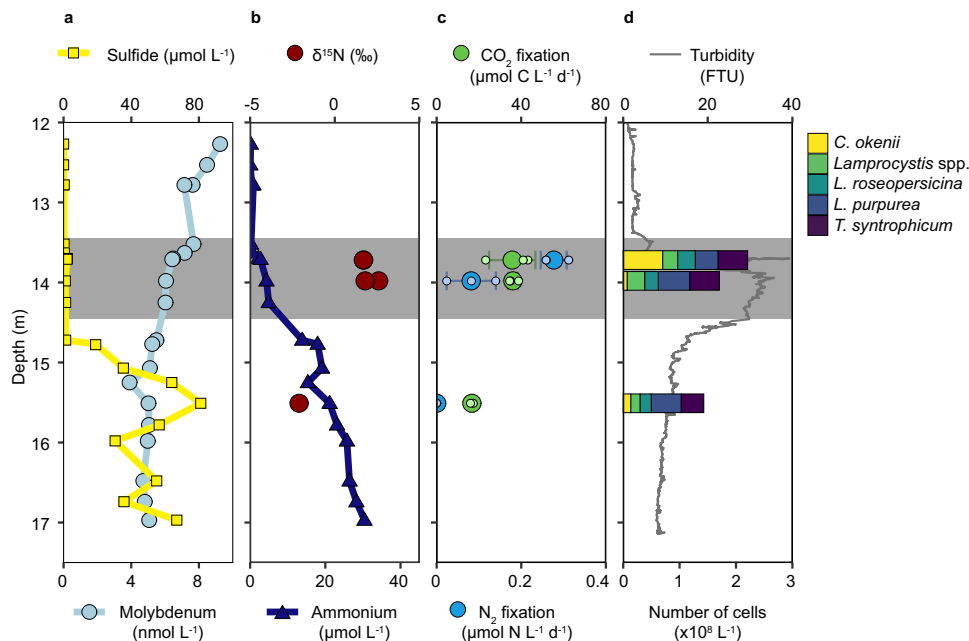 a
b
c
d
Sulfide (µmol L⁻¹)
δ¹⁵N (‰)
CO₂ fixation
(µmol C L⁻¹ d⁻¹)
Turbidity
(FTU)
0 40 80
-5 0 5
0 40 80
0 20 40
12
13
14
15
16
17
Depth (m)
C. okenii
Lamprocystis spp.
L. roseopersicina
L. purpurea
T. syntrophicum
0 4 8
0 20 40
0 0.2 0.4
0 1 2 3
Molybdenum
(nmol L⁻¹)
Ammonium
(µmol L⁻¹)
N₂ fixation
(µmol N L⁻¹ d⁻¹)
Number of cells
(x10⁸ L⁻¹)